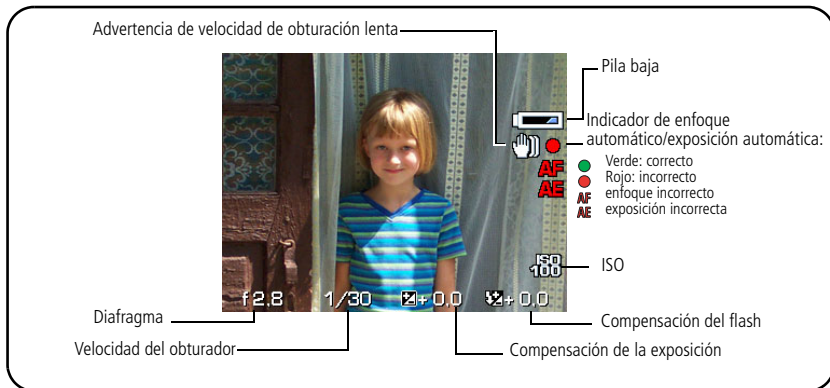 Advertencia de velocidad de obturación lenta
Pila baja
Indicador de enfoque
automático/exposición automática:
Verde: correcto
Rojo: incorrecto
AF enfoque incorrecto
AE exposición incorrecta
AF
AE
ISO
100
ISO
f2.8 1/30 +0.0 +0.0
Diafragma
Compensación del flash
Velocidad del obturador
Compensación de la exposición